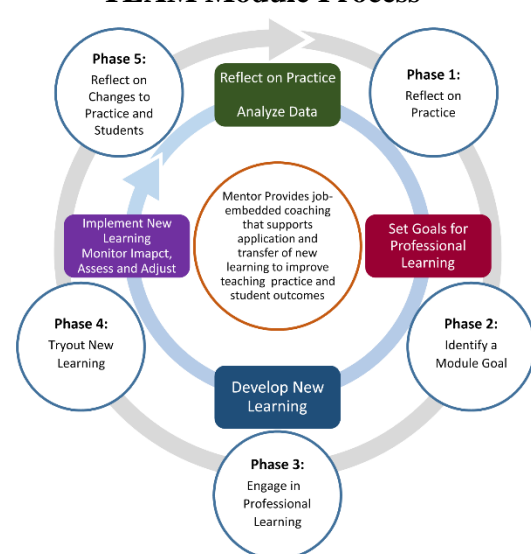 TEAM Module Process
Phase 5:
Reflect on
Changes to
Practice and
Students
Reflect on Practice
Analyze Data
Phase 1:
Reflect on
Practice
Implement New
Learning
Monitor Imapct,
Assess and Adjust
Mentor Provides job-
embedded coaching
that supports
application and
transfer of new
learning to improve
teaching practice and
student outcomes
Set Goals for
Professional
Learning
Phase 4:
Tryout New
Learning
Phase 2:
Identify a
Module Goal
Develop New
Learning
Phase 3:
Engage in
Professional
Learning